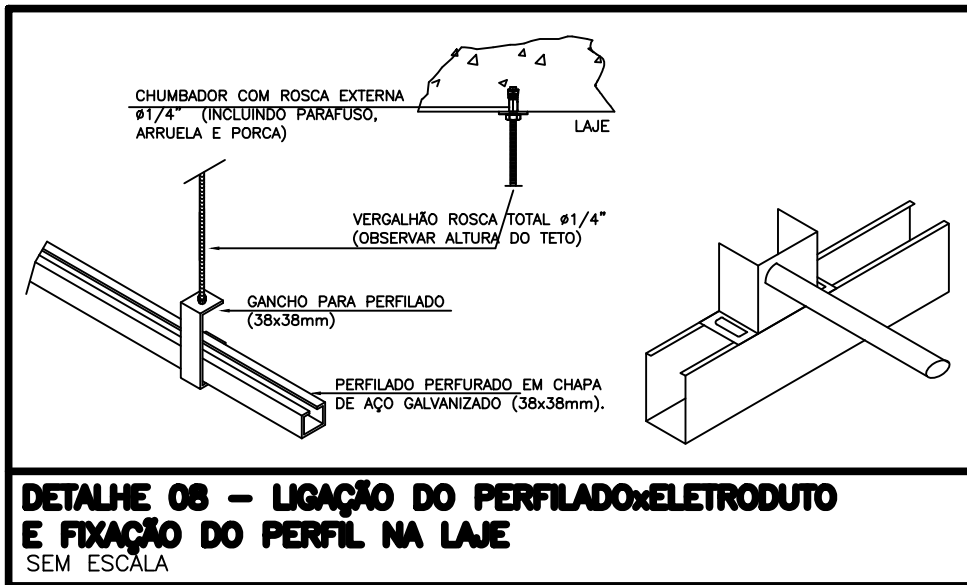 CHUMBADOR COM ROSCA EXTERNA
ø1/4" (INCLUINDO PARAFUSO,
ARRUELA E PORCA)
LAJE
VERGALHÃO ROSCA TOTAL ø1/4"
(OBSERVAR ALTURA DO TETO)
GANCHO PARA PERFILADO
(38x38mm)
PERFILADO PERFURADO EM CHAPA
DE AÇO GALVANIZADO (38x38mm).
DETALHE 08 – LIGAÇÃO DO PERFILADOxELETRODUTO
E FIXAÇÃO DO PERFIL NA LAJE
SEM ESCALA